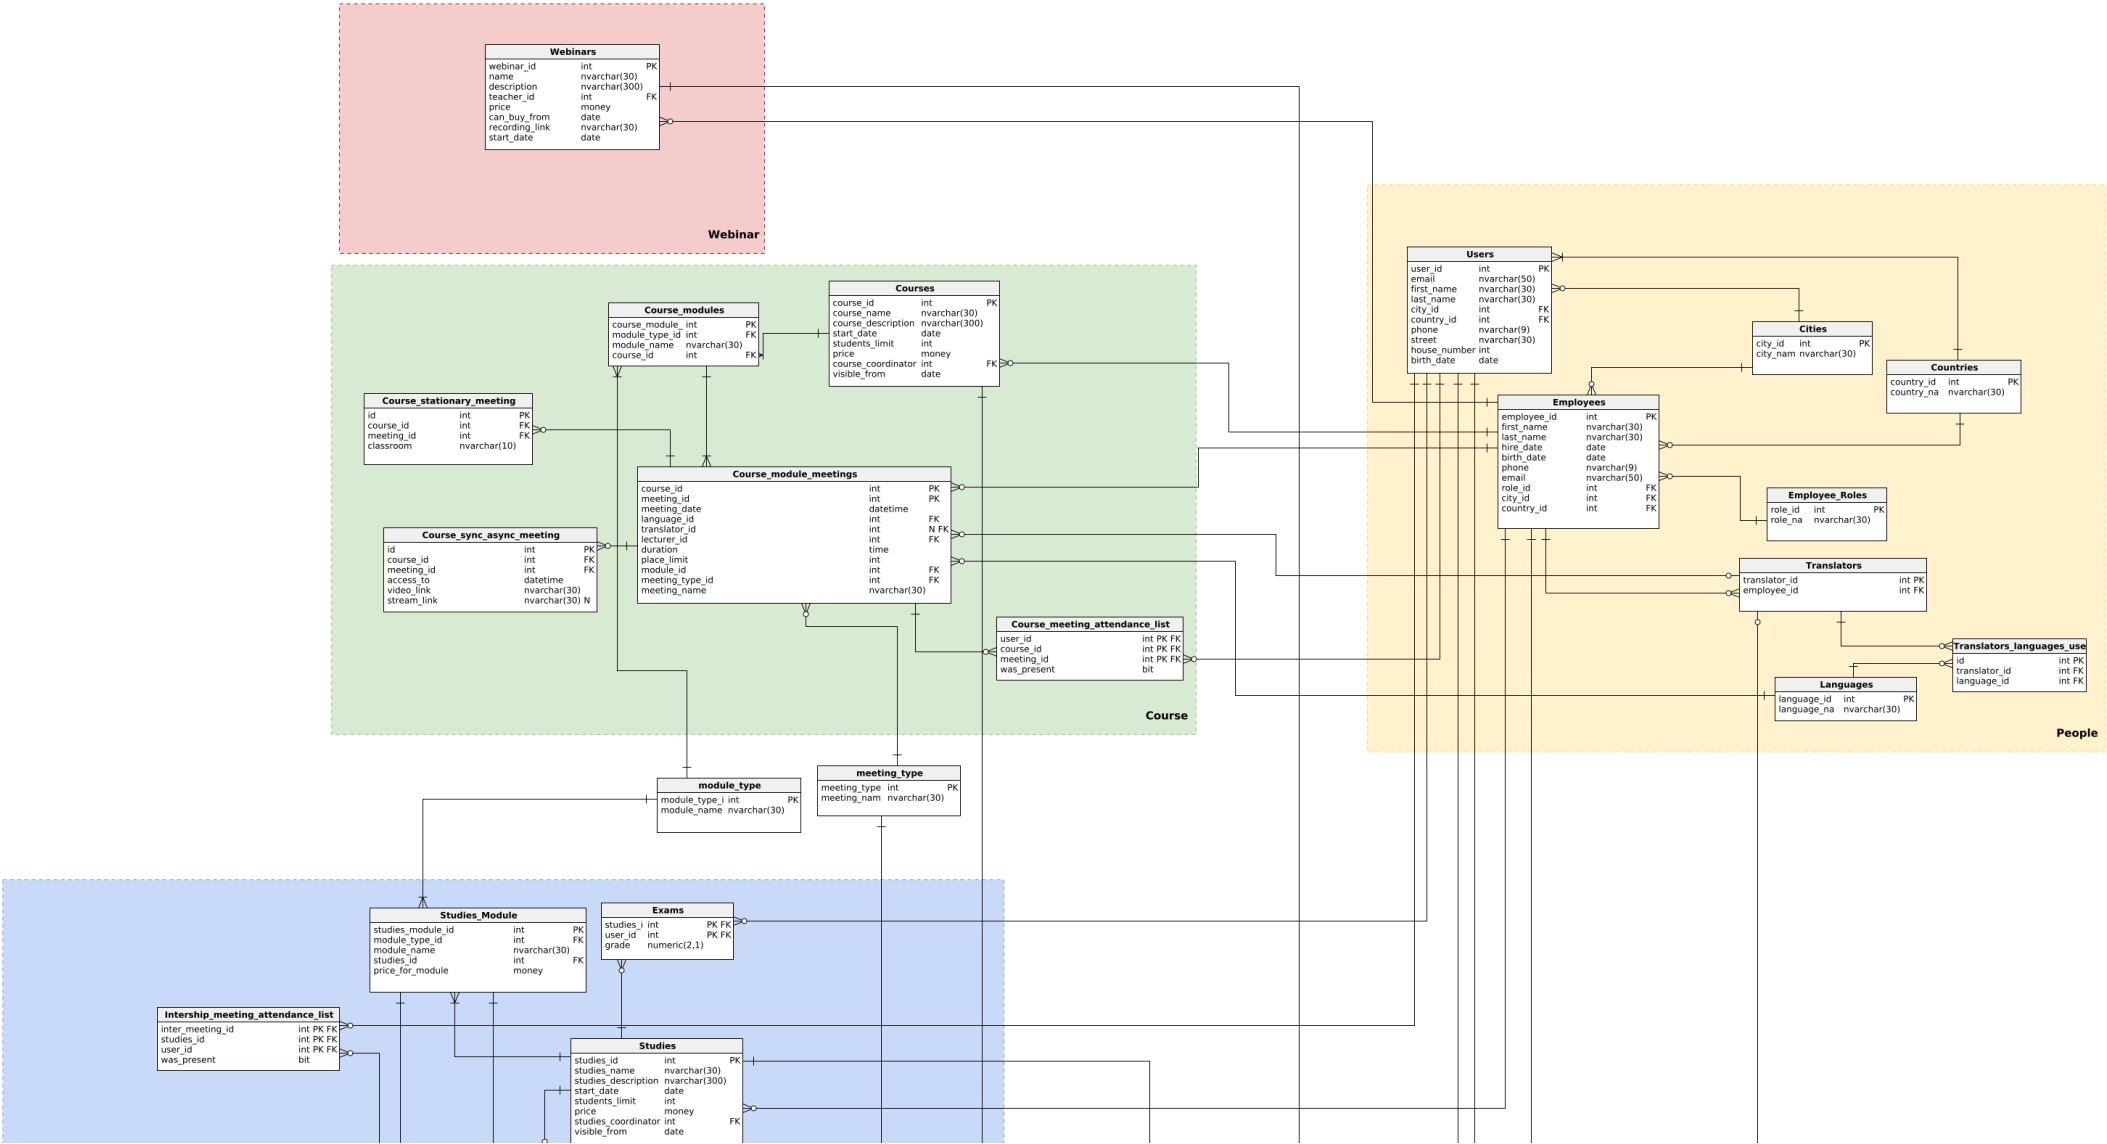 Webinars
webinar_id int PK
name nvarchar(30)
description nvarchar(300)
teacher_id int FK
price money
can_buy_from date
recording_link nvarchar(30)
start_date date
Webinar
Courses
course_id int PK
course_name nvarchar(30)
course_description nvarchar(300)
start_date date
students_limit int
price money
course_coordinator int FK
visible_from date
Course_modules
course_module_ int PK
module_type_id int FK
module_name nvarchar(30)
course_id int FK
Course_stationary_meeting
id int PK
course_id int FK
meeting_id int FK
classroom nvarchar(10)
Course_module_meetings
course_id int PK
meeting_id int PK
meeting_date datetime
language_id int FK
translator_id int N FK
lecturer_id int FK
duration time
place_limit int
module_id int FK
meeting_type_id int FK
meeting_name nvarchar(30)
Course_sync_async_meeting
id int PK
course_id int FK
meeting_id int FK
access_to datetime
video_link nvarchar(30)
stream_link nvarchar(30) N
Course_meeting_attendance_list
user_id int PK FK
course_id int PK FK
meeting_id int PK FK
was_present bit
Course
Users
user_id int PK
email nvarchar(50)
first_name nvarchar(30)
last_name nvarchar(30)
city_id int FK
country_id int FK
phone nvarchar(9)
street nvarchar(30)
house_number int
birth_date date
Cities
city_id int PK
city_nam nvarchar(30)
Countries
country_id int PK
country_na nvarchar(30)
Employees
employee_id int PK
first_name nvarchar(30)
last_name nvarchar(30)
hire_date date
birth_date date
phone nvarchar(9)
email nvarchar(50)
role_id int FK
city_id int FK
country_id int FK
Employee_Roles
role_id int PK
role_na nvarchar(30)
Translators
translator_id int PK
employee_id int FK
Translators_languages_use
id int PK
translator_id int FK
language_id int FK
Languages
language_id int PK
language_na nvarchar(30)
People
module_type
module_type_i int PK
module_name nvarchar(30)
meeting_type
meeting_type int PK
meeting_nam nvarchar(30)
Studies_Module
studies_module_id int PK
module_type_id int FK
module_name nvarchar(30)
studies_id int FK
price_for_module money
Exams
studies_i int PK FK
user_id int PK FK
grade numeric(2,1)
Intership_meeting_attendance_list
inter_meeting_id int PK FK
studies_id int PK FK
user_id int PK FK
was_present bit
Studies
studies_id int PK
studies_name nvarchar(30)
studies_description nvarchar(300)
start_date date
students_limit int
price money
studies_coordinator int FK
visible_from date